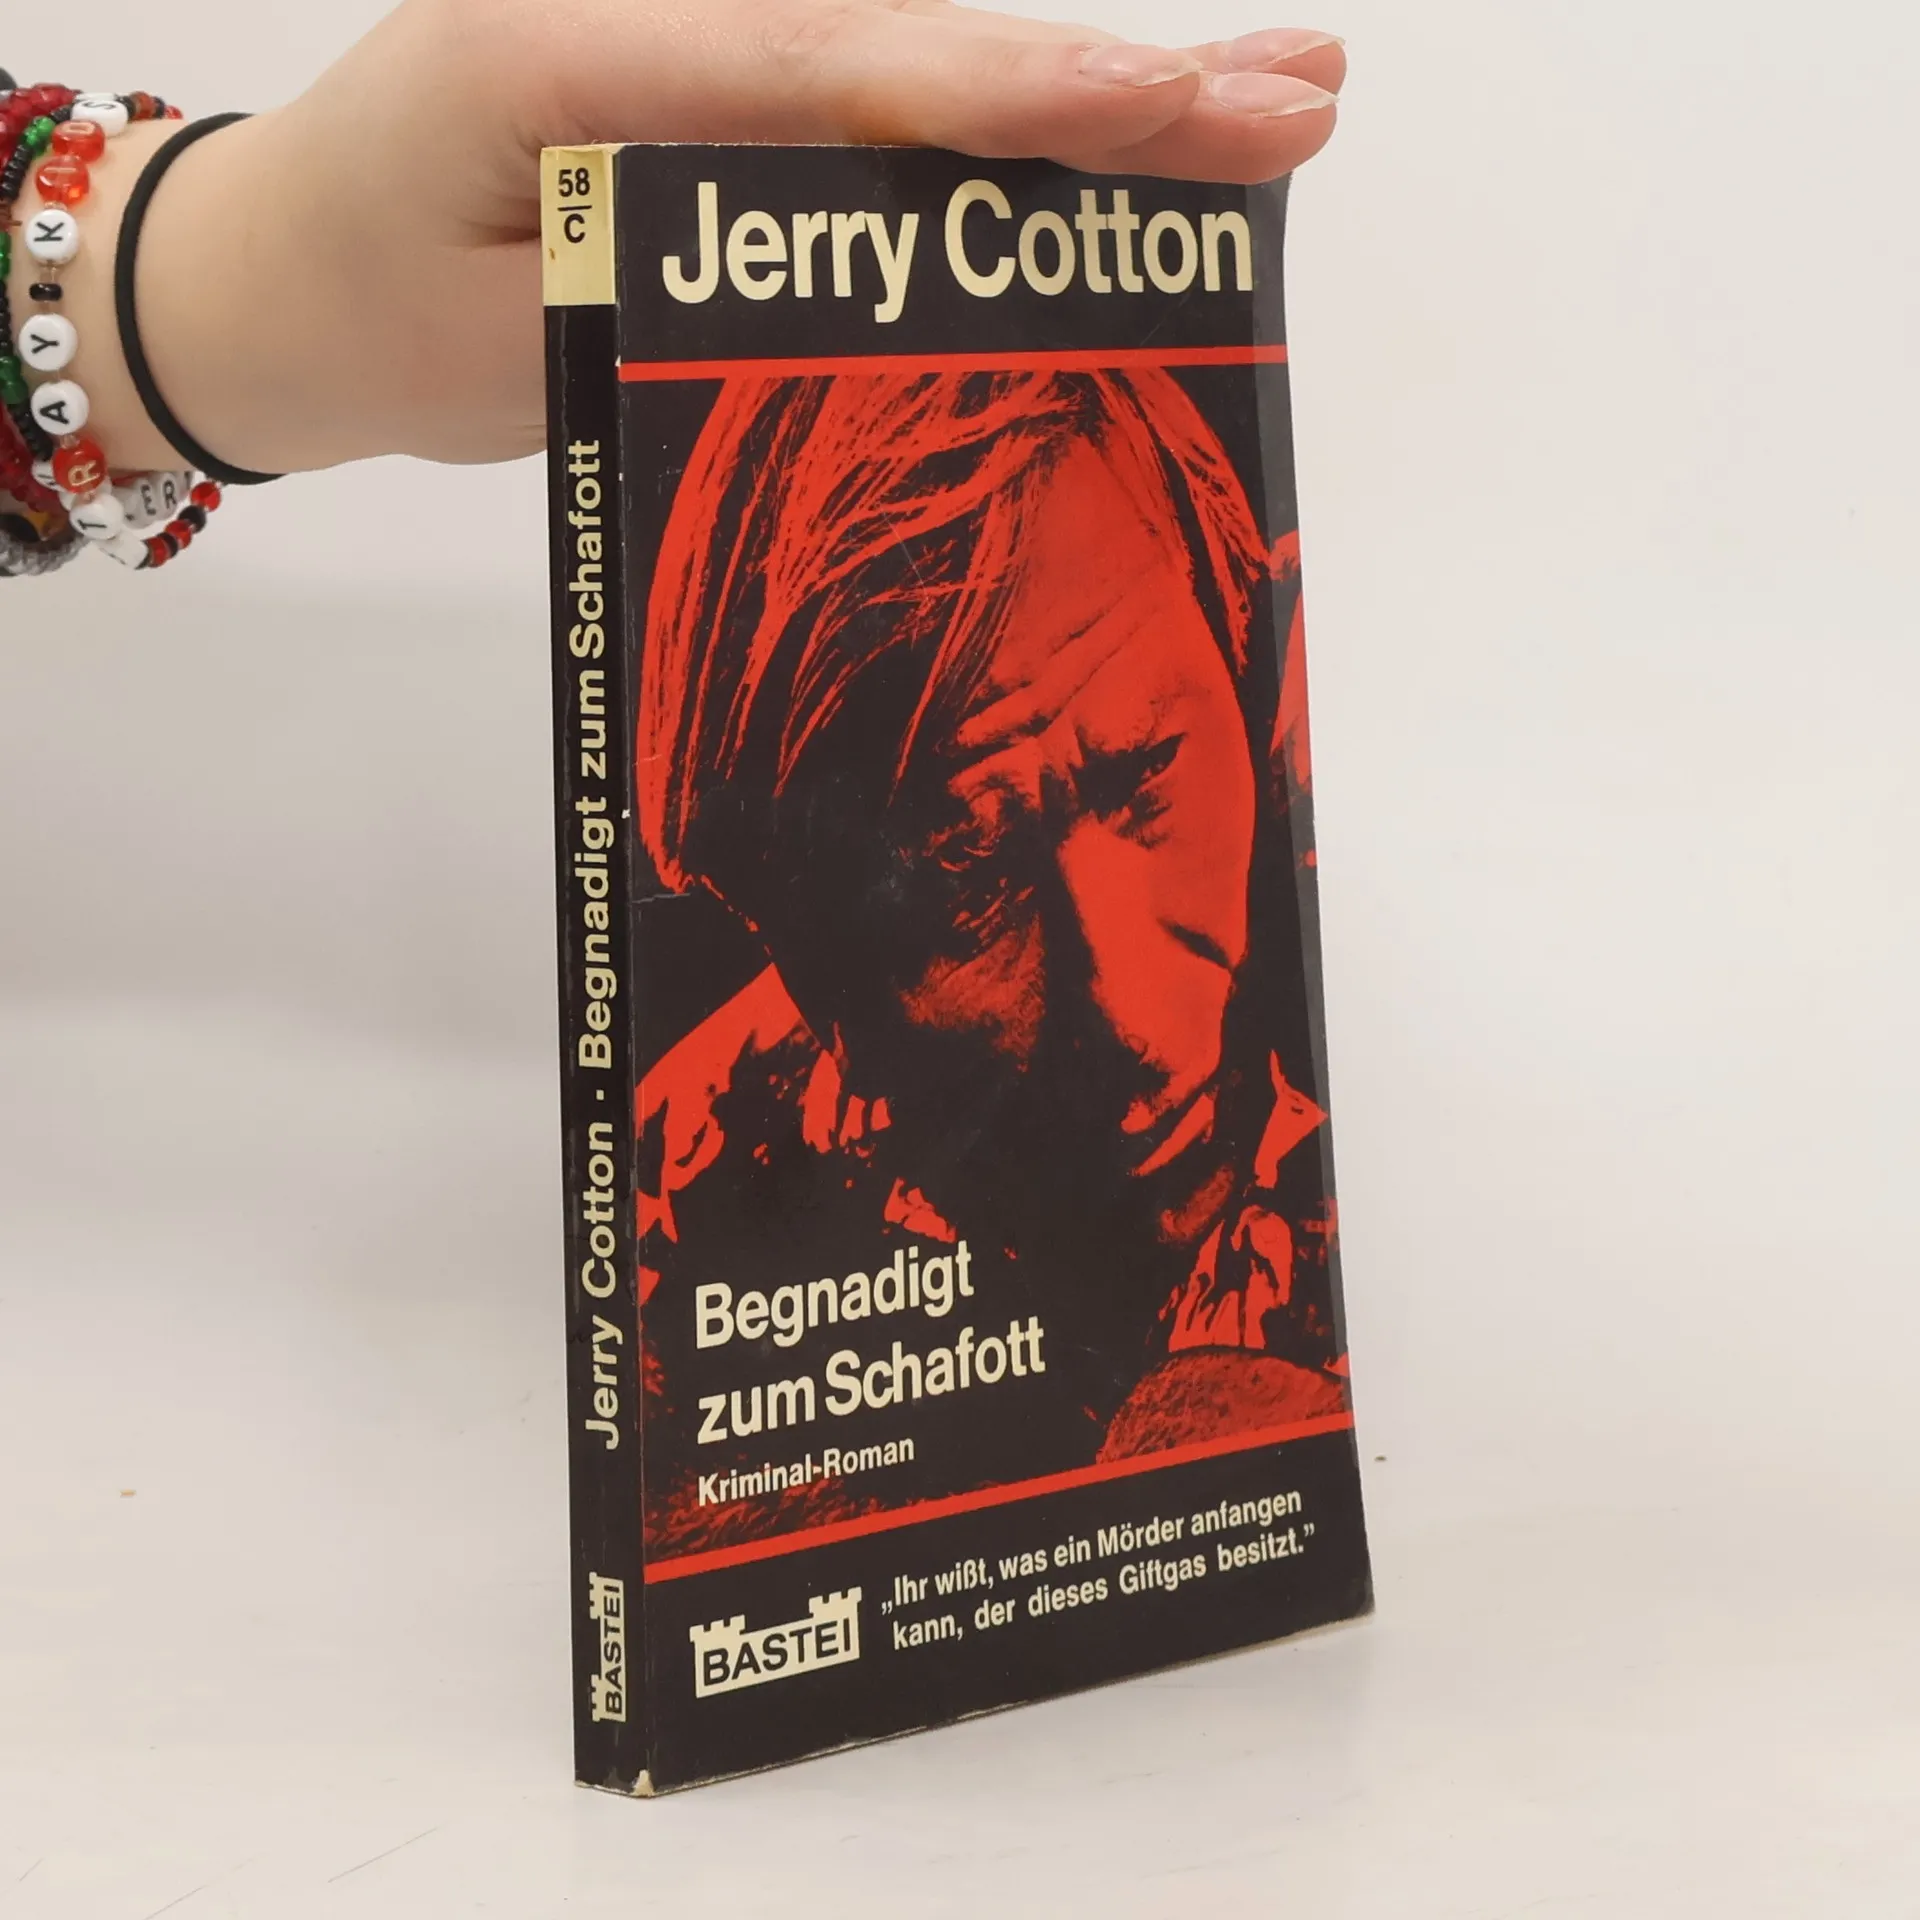 58
C
Jerry Cotton
Jerry Cotton · Begnadigt zum Schafott
BASTEI
Begnadigt
zum Schafott
Kriminal-Roman
BASTEI
„Ihr wißt, was ein Mörder anfangen
kann, der dieses Giftgas besitzt.”
K
Y
A
R
T
ER